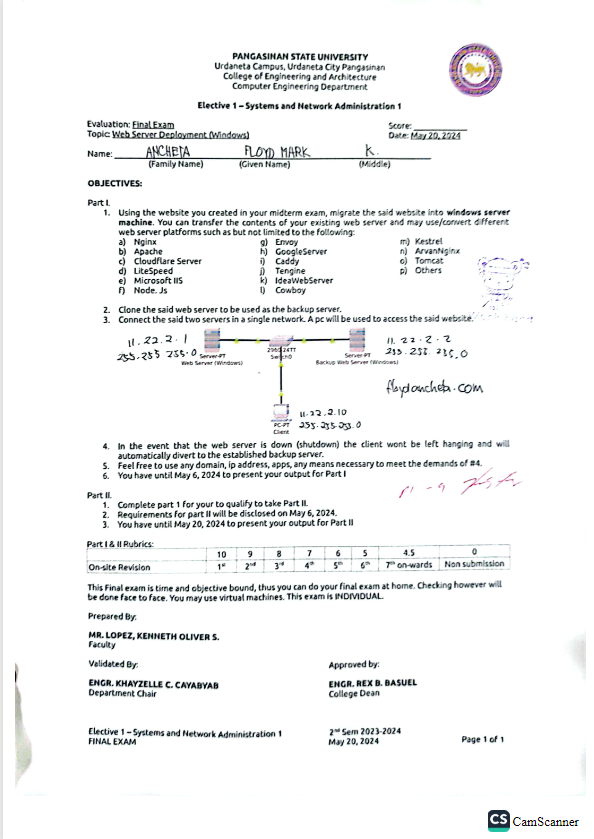 PANGASINAN STATE UNIVERSITY
Urdaneta Campus, Urdaneta City Pangasinan
College of Engineering and Architecture
Computer Engineering Department
Elective 1 – Systems and Network Administration 1
Evaluation: Final Exam
Score:
Topic: Web Server Deployment (Windows)
Date: May 20, 2024
Name: ANCHETA FLOYD MARK K.
(Family Name) (Given Name) (Middle)
OBJECTIVES:
Part I.
1. Using the website you created in your midterm exam, migrate the said website into windows server
machine. You can transfer the contents of your existing web server and may use/convert different
web server platforms such as but not limited to the following:
a) Nginx g) Envoy m) Kestrel
b) Apache h) GoogleServer n) ArvanNginx
c) Cloudflare Server i) Caddy o) Tomcat
d) LiteSpeed j) Tengine p) Others
e) Microsoft IIS k) IdeaWebServer
f) Node. Js l) Cowboy
2. Clone the said web server to be used as the backup server.
3. Connect the said two servers in a single network. A pc will be used to access the said website.
11.22.2.1
255.255 255.0
Server-PT
Web Server (Windows)
2960 24TT
Switch0
Server-PT
Backup Web Server (Windows)
11.22.2.2
255.255.255.0
floydancheta.com
PC-PT
Client
11.22.2.10
255.255.255.0
4. In the event that the web server is down (shutdown) the client wont be left hanging and will
automatically divert to the established backup server.
5. Feel free to use any domain, ip address, apps, any means necessary to meet the demands of #4.
6. You have until May 6, 2024 to present your output for Part I
Part II.
1. Complete part 1 for your to qualify to take Part II.
2. Requirements for part II will be disclosed on May 6, 2024.
3. You have until May 20, 2024 to present your output for Part II
Part I & II Rubrics:
10 9 8 7 6 5 4.5 0
On-site Revision 1st 2nd 3rd 4th 5th 6th 7th on-wards Non submission
This Final exam is time and objective bound, thus you can do your final exam at home. Checking however will
be done face to face. You may use virtual machines. This exam is INDIVIDUAL.
Prepared By:
MR. LOPEZ, KENNETH OLIVER S.
Faculty
Validated By:
Approved by:
ENGR. KHAYZELLE C. CAYABYAB
ENGR. REX B. BASUEL
Department Chair
College Dean
Elective 1 – Systems and Network Administration 1
2nd Sem 2023-2024
FINAL EXAM
May 20, 2024
Page 1 of 1
CS CamScanner